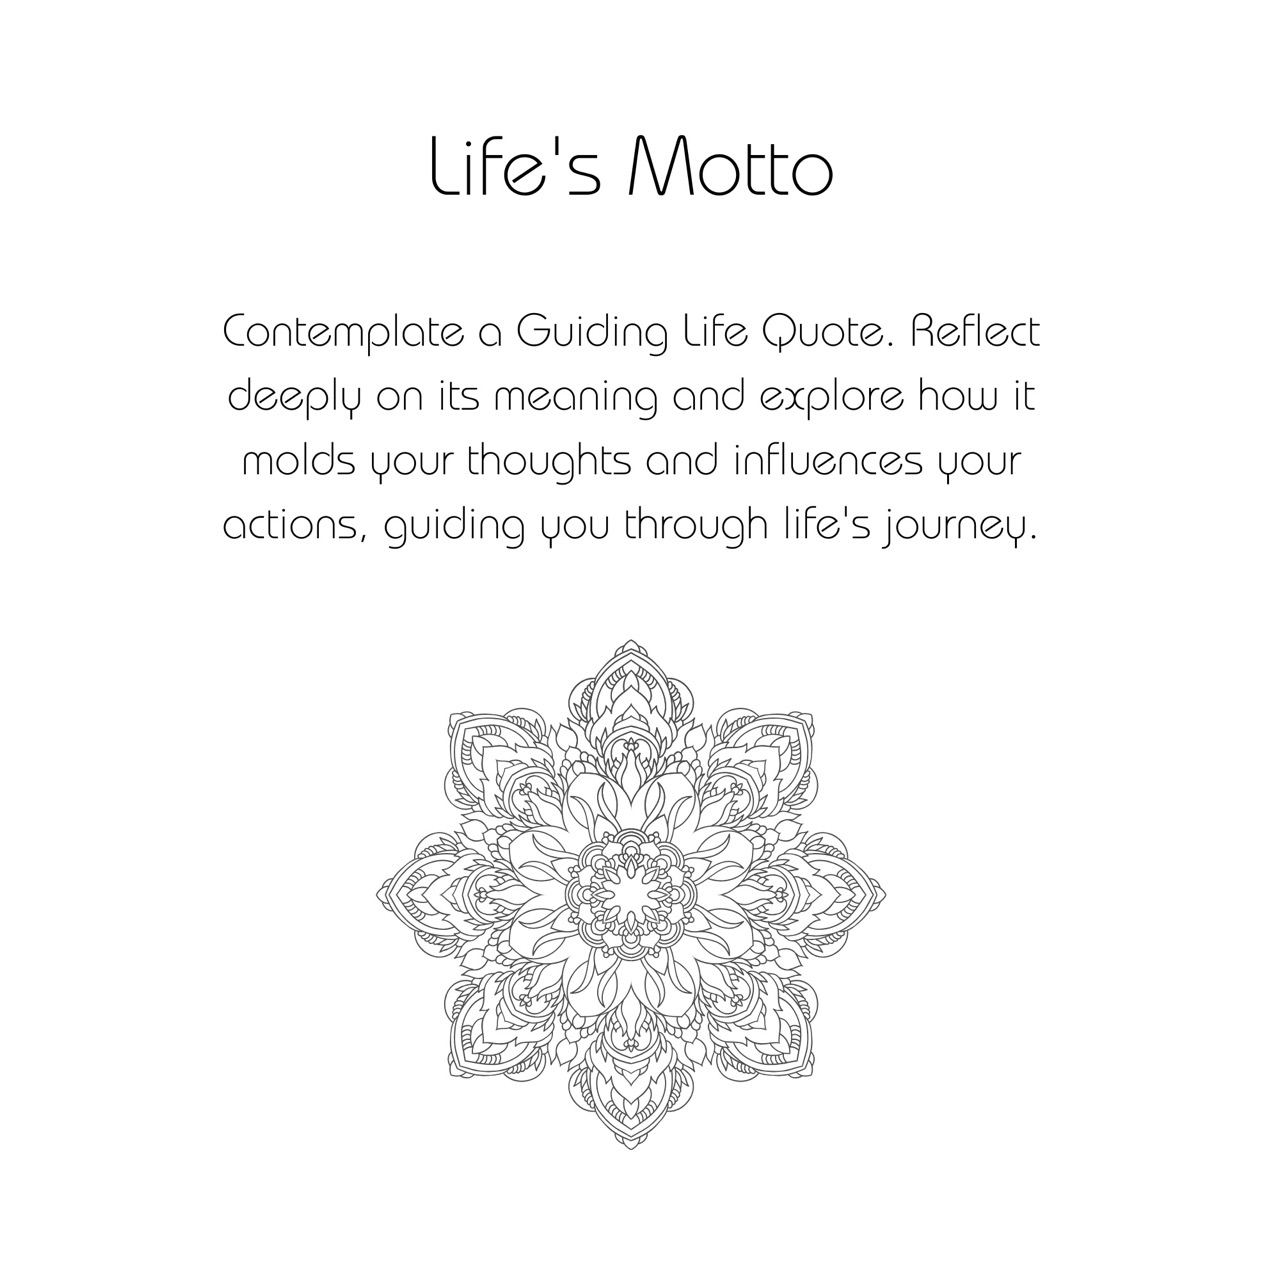 Life's Motto
Contemplate a Guiding Life Quote. Reflect
deeply on its meaning and explore how it
molds your thoughts and influences your
actions, guiding you through life's journey.